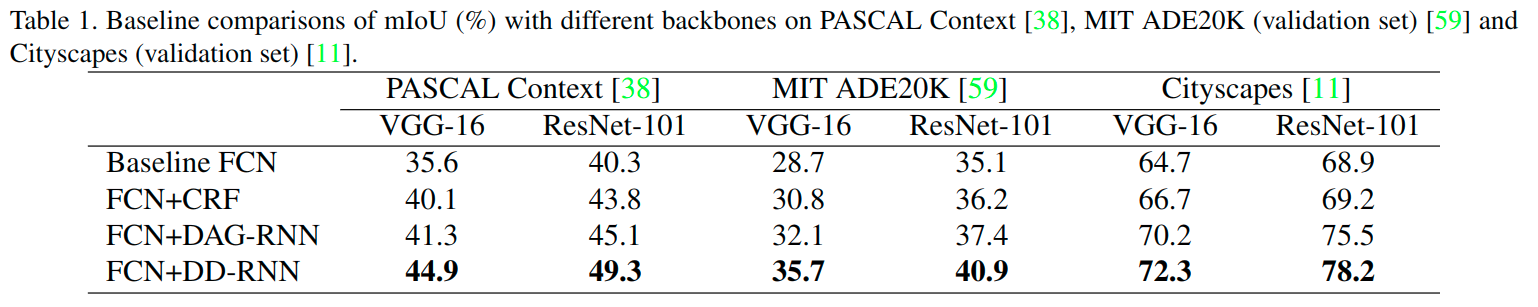 Table 1. Baseline comparisons of mIoU (%) with different backbones on PASCAL Context [38], MIT ADE20K (validation set) [59] and
Cityscapes (validation set) [11].
PASCAL Context [38] MIT ADE20K [59] Cityscapes [11]
VGG-16 ResNet-101 VGG-16 ResNet-101 VGG-16 ResNet-101
Baseline FCN 35.6 40.3 28.7 35.1 64.7 68.9
FCN+CRF 40.1 43.8 30.8 36.2 66.7 69.2
FCN+DAG-RNN 41.3 45.1 32.1 37.4 70.2 75.5
FCN+DD-RNN 44.9 49.3 35.7 40.9 72.3 78.2